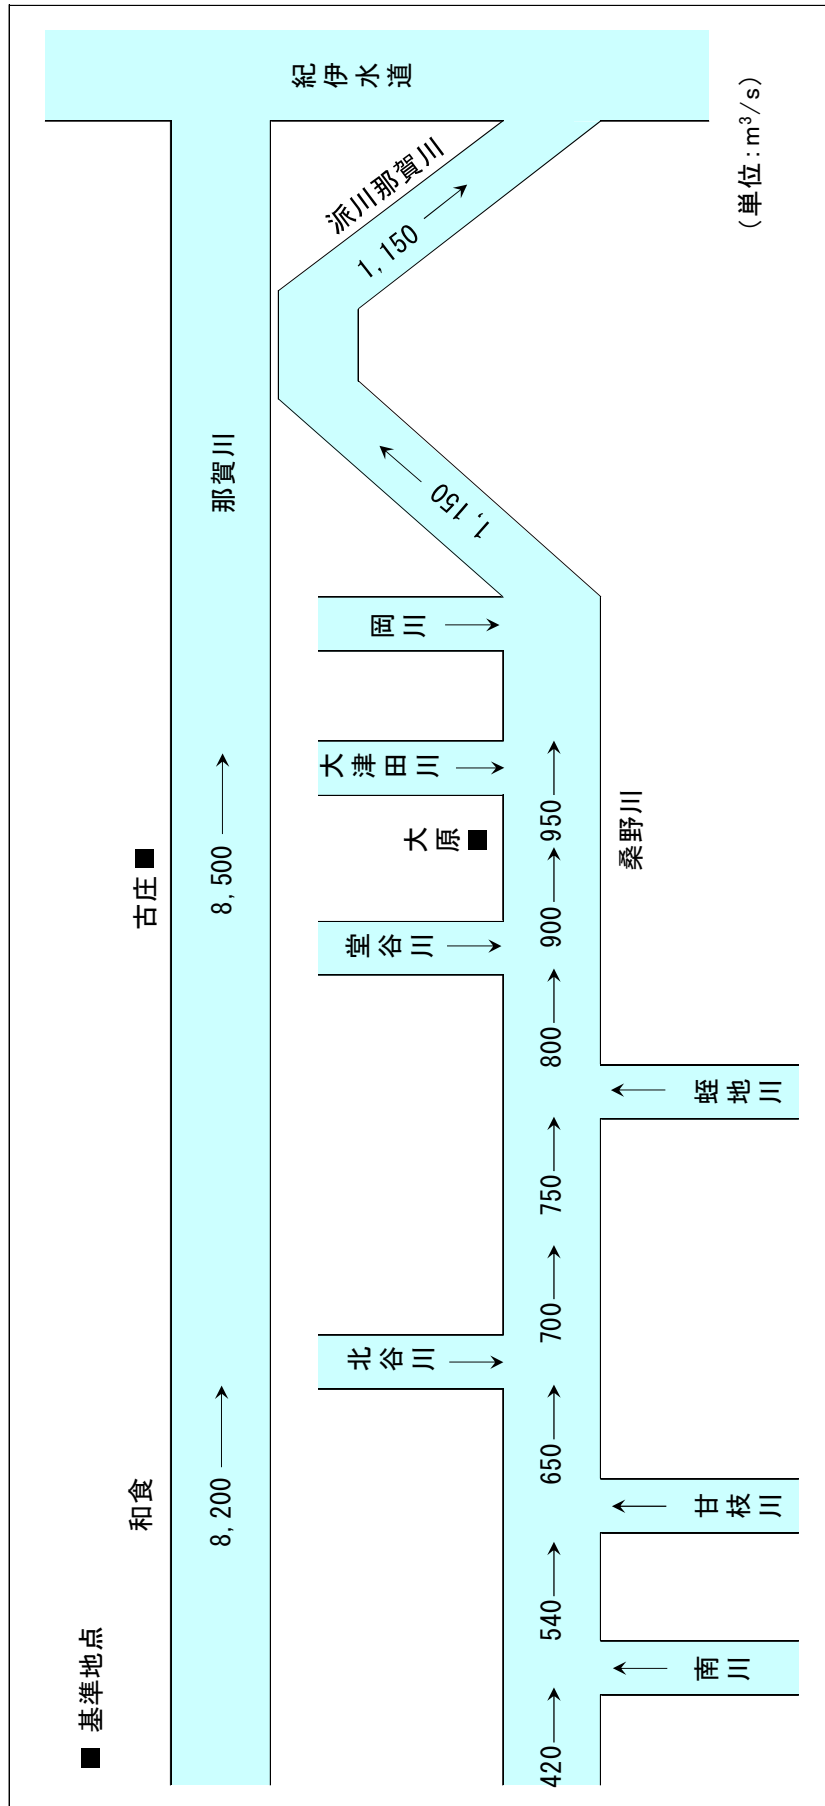 紀伊水道
(単位:m³/s)
派川那賀川
1,150
那賀川
1,150
岡川
大津田川
大原■
950
桑野川
古庄■
8,500
堂谷川
900
800
蛭地川
750
700
北谷川
650
和食
8,200
甘枝川
540
南川
■ 基準地点
420